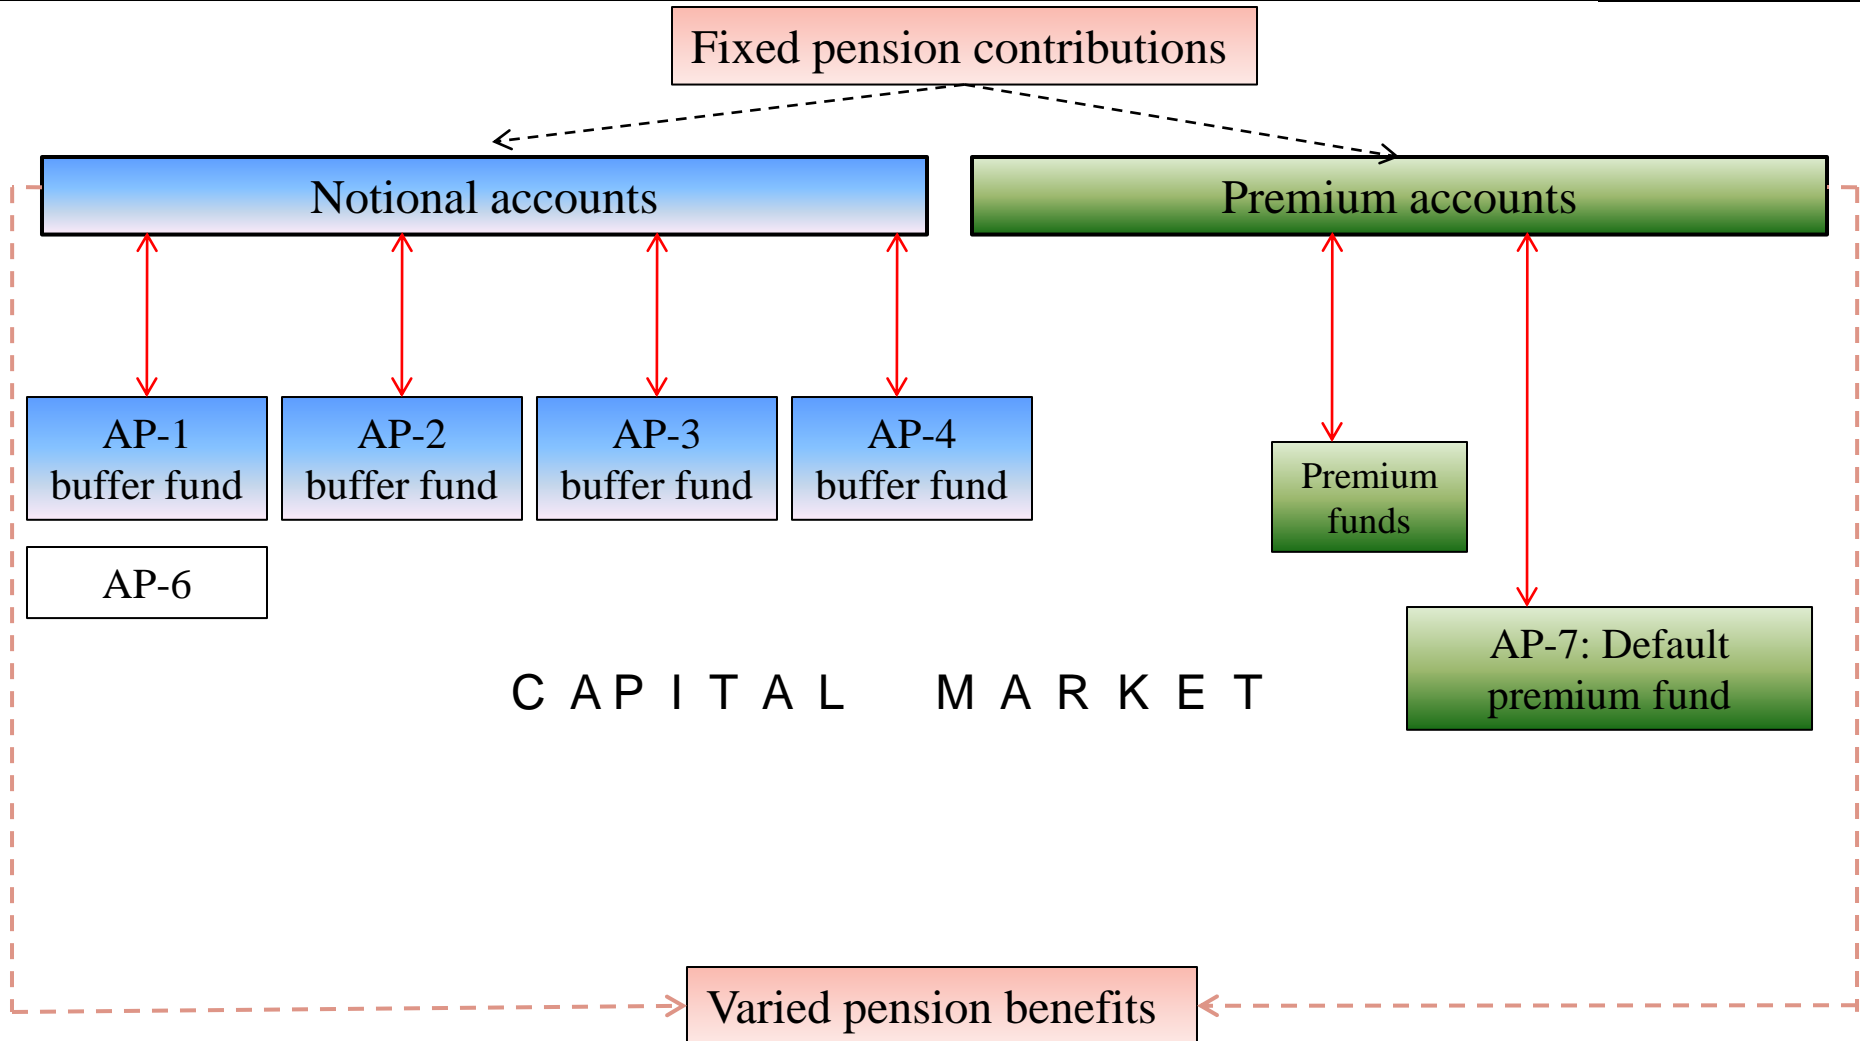 Fixed pension contributions
Notional accounts
Premium accounts
AP-1
buffer fund
AP-2
buffer fund
AP-3
buffer fund
AP-4
buffer fund
Premium
funds
AP-6
AP-7: Default
premium fund
CAPITAL MARKET
Varied pension benefits